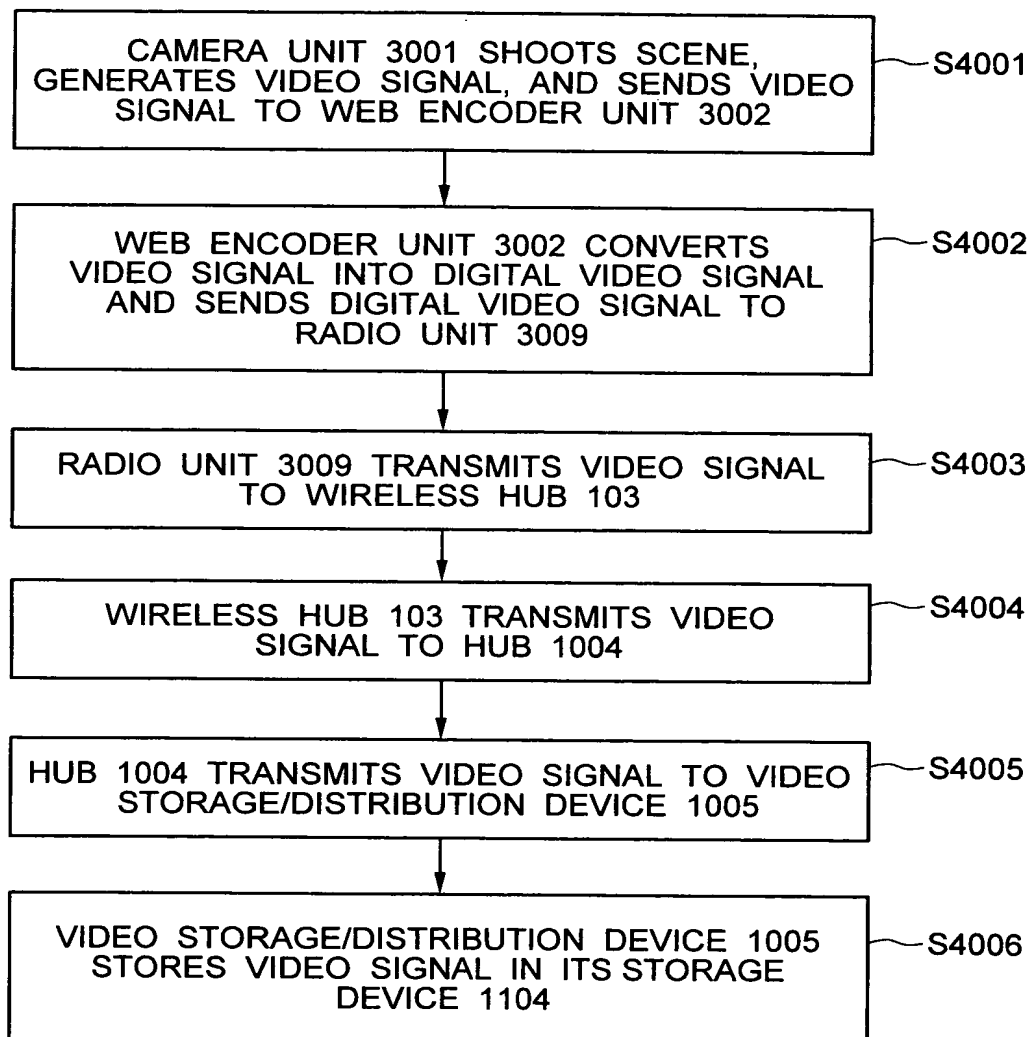 CAMERA UNIT 3001 SHOOTS SCENE,
GENERATES VIDEO SIGNAL, AND SENDS VIDEO
SIGNAL TO WEB ENCODER UNIT 3002
S4001
WEB ENCODER UNIT 3002 CONVERTS
VIDEO SIGNAL INTO DIGITAL VIDEO SIGNAL
AND SENDS DIGITAL VIDEO SIGNAL TO
RADIO UNIT 3009
S4002
RADIO UNIT 3009 TRANSMITS VIDEO SIGNAL
TO WIRELESS HUB 103
S4003
WIRELESS HUB 103 TRANSMITS VIDEO
SIGNAL TO HUB 1004
S4004
HUB 1004 TRANSMITS VIDEO SIGNAL TO VIDEO
STORAGE/DISTRIBUTION DEVICE 1005
S4005
VIDEO STORAGE/DISTRIBUTION DEVICE 1005
STORES VIDEO SIGNAL IN ITS STORAGE
DEVICE 1104
S4006